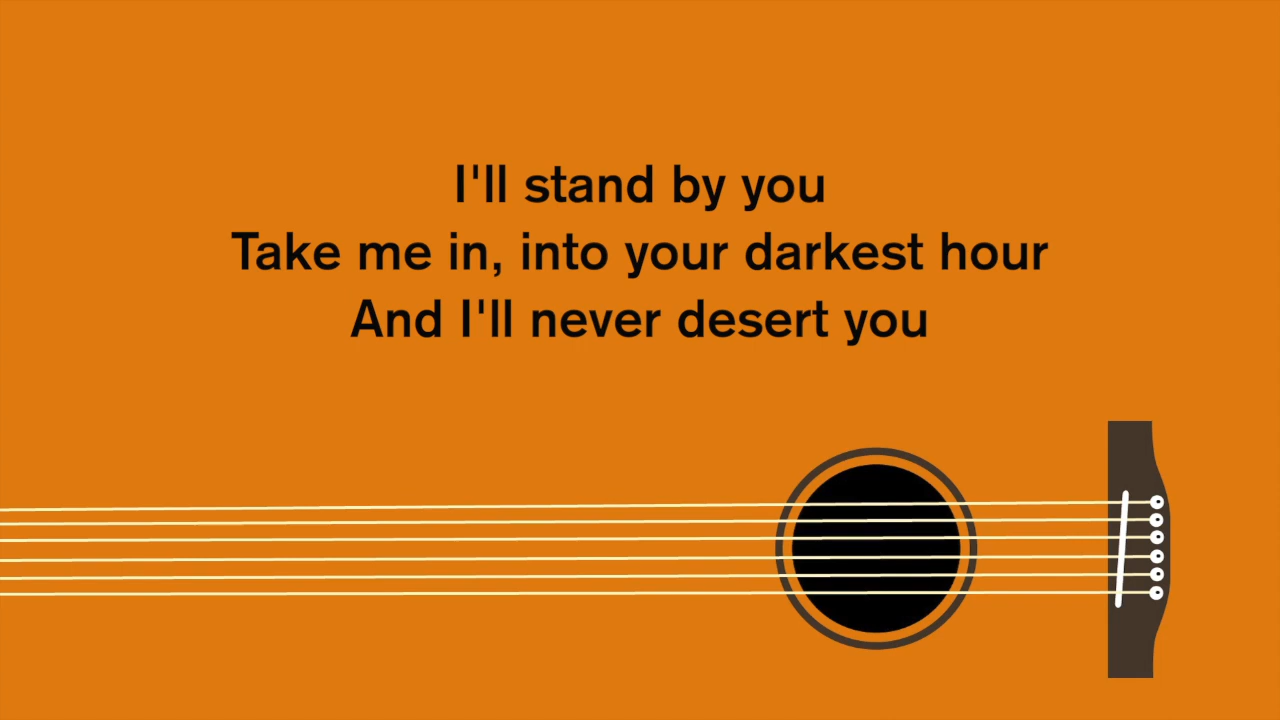 I'll stand by you
Take me in, into your darkest hour
And I'll never desert you